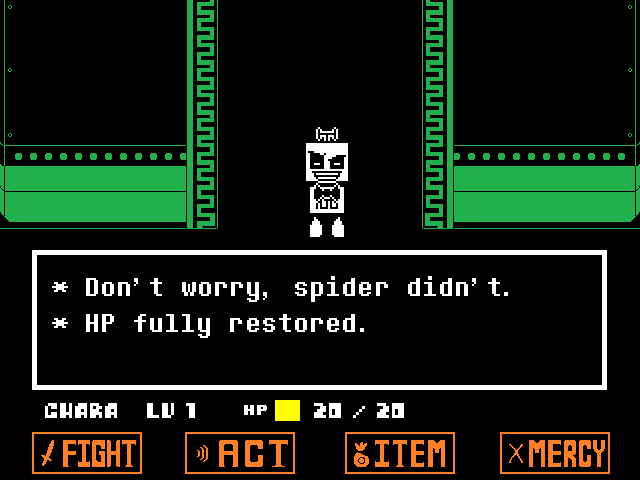 * Don't worry, spider didn't.
* HP fully restored.
CHARA LV 1 HP 20 / 20
FIGHT ACT ITEM MERCY